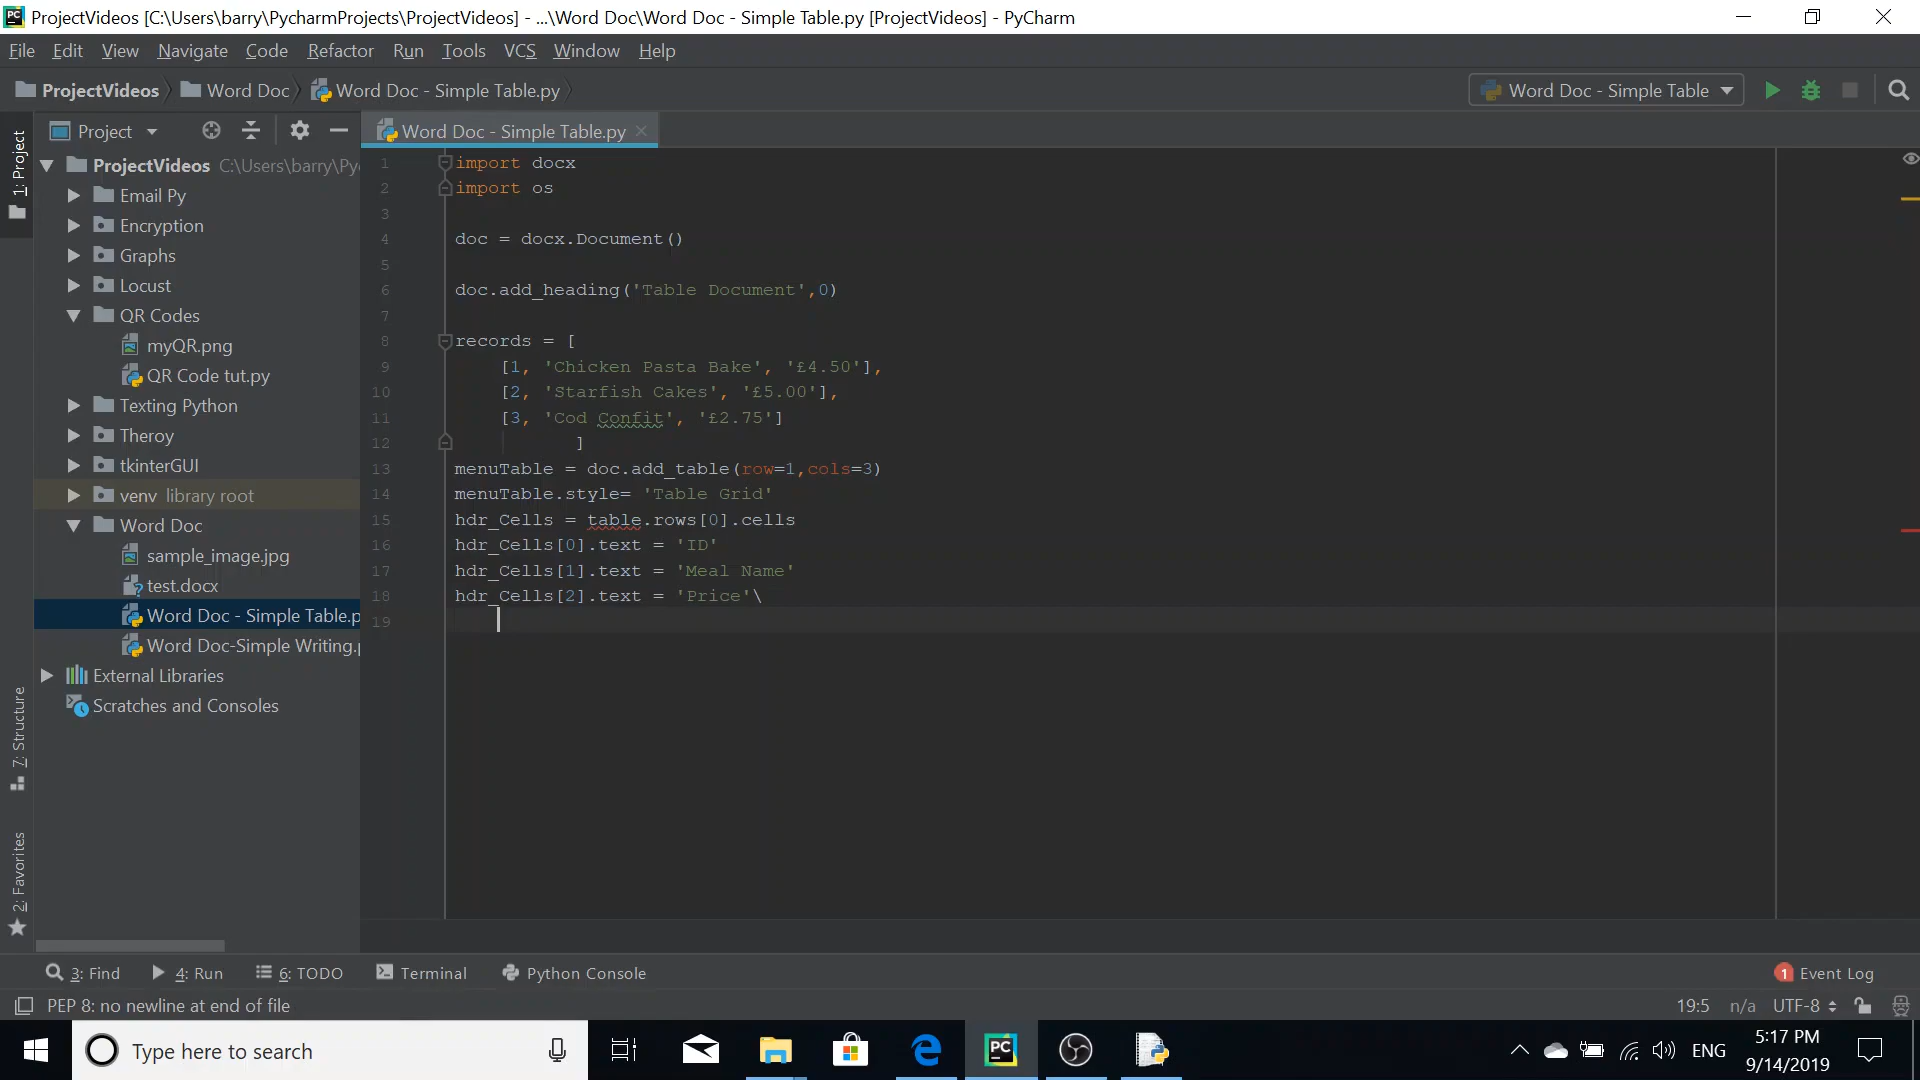 ProjectVideos [C:\Users\barry\PycharmProjects\ProjectVideos] - ...\Word Doc\Word Doc - Simple Table.py [ProjectVideos] - PyCharm
File Edit View Navigate Code Refactor Run Tools VCS Window Help
ProjectVideos Word Doc Word Doc - Simple Table.py Word Doc - Simple Table
Project
Word Doc - Simple Table.py
1: Project
7: Structure
2: Favorites
ProjectVideos C:\Users\barry\Py
Email Py
Encryption
Graphs
Locust
QR Codes
myQR.png
QR Code tut.py
Texting Python
Theroy
tkinterGUI
venv library root
Word Doc
sample_image.jpg
test.docx
Word Doc - Simple Table.p
Word Doc-Simple Writing.p
External Libraries
Scratches and Consoles
1 import docx
2 import os
3
4 doc = docx.Document()
5
6 doc.add_heading('Table Document',0)
7
8 records = [
9 [1, 'Chicken Pasta Bake', '£4.50'],
10 [2, 'Starfish Cakes', '£5.00'],
11 [3, 'Cod Confit', '£2.75']
12 ]
13 menuTable = doc.add_table(row=1,cols=3)
14 menuTable.style= 'Table Grid'
15 hdr_Cells = table.rows[0].cells
16 hdr_Cells[0].text = 'ID'
17 hdr_Cells[1].text = 'Meal Name'
18 hdr_Cells[2].text = 'Price'\
19
3: Find 4: Run 6: TODO Terminal Python Console 1 Event Log
PEP 8: no newline at end of file 19:5 n/a UTF-8
Type here to search
PC
ENG
5:17 PM
9/14/2019